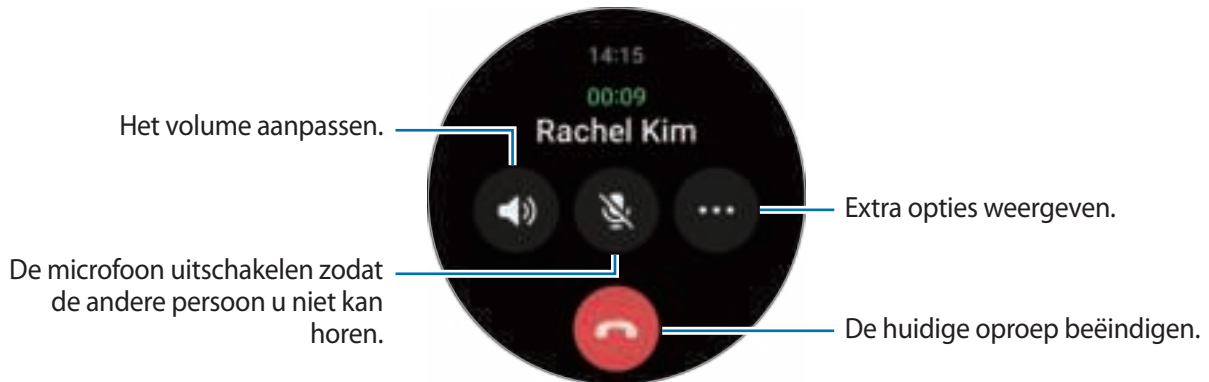 14:15
00:09
Rachel Kim
Het volume aanpassen.
Extra opties weergeven.
De microfoon uitschakelen zodat
de andere persoon u niet kan
horen.
De huidige oproep beëindigen.